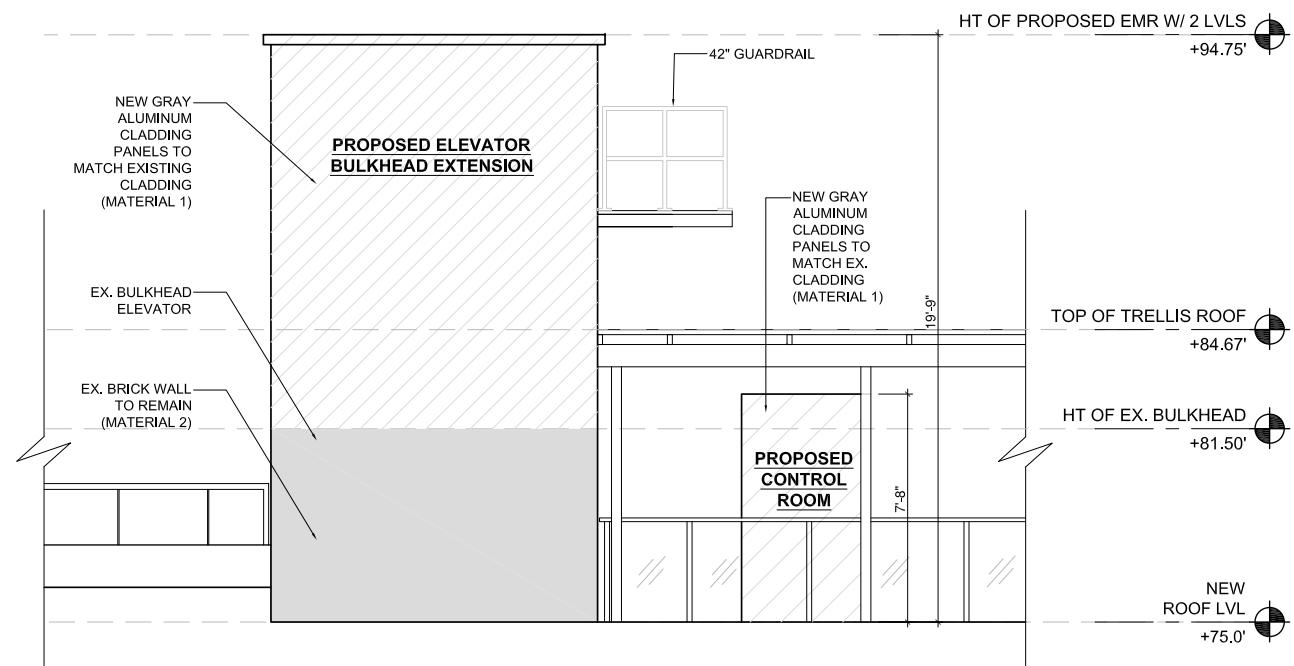 HT OF PROPOSED EMR W/ 2 LVLS
+94.75'
42" GUARDRAIL
NEW GRAY
ALUMINUM
CLADDING
PANELS TO
MATCH EXISTING
CLADDING
(MATERIAL 1)
PROPOSED ELEVATOR
BULKHEAD EXTENSION
NEW GRAY
ALUMINUM
CLADDING
PANELS TO
MATCH EX.
CLADDING
(MATERIAL 1)
EX. BULKHEAD
ELEVATOR
19'-9"
TOP OF TRELLIS ROOF
+84.67'
EX. BRICK WALL
TO REMAIN
(MATERIAL 2)
HT OF EX. BULKHEAD
+81.50'
PROPOSED
CONTROL
ROOM
7'-8"
NEW
ROOF LVL
+75.0'